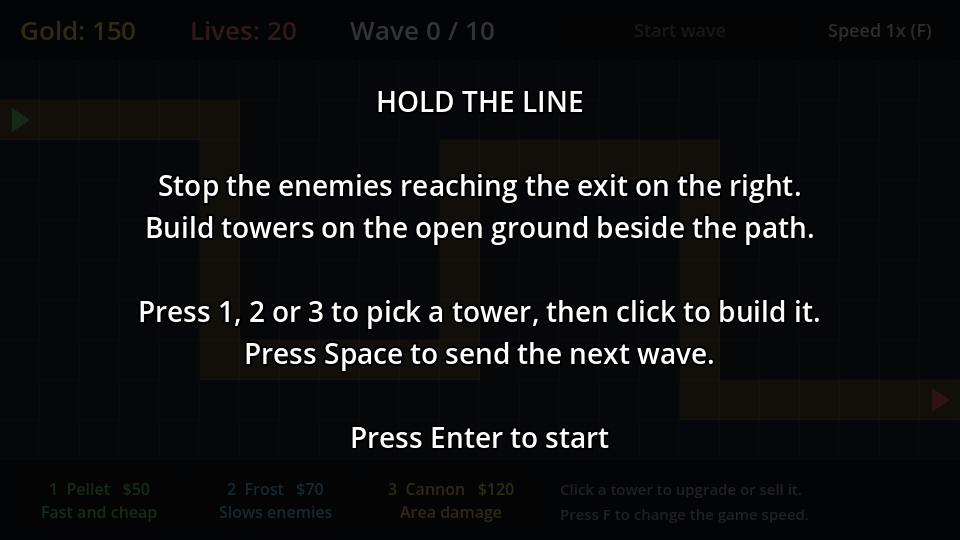 Gold: 150 Lives: 20 Wave 0 / 10 Start wave Speed 1x (F)
HOLD THE LINE
Stop the enemies reaching the exit on the right.
Build towers on the open ground beside the path.
Press 1, 2 or 3 to pick a tower, then click to build it.
Press Space to send the next wave.
Press Enter to start
1 Pellet $50 2 Frost $70 3 Cannon $120 Click a tower to upgrade or sell it.
Fast and cheap Slows enemies Area damage Press F to change the game speed.